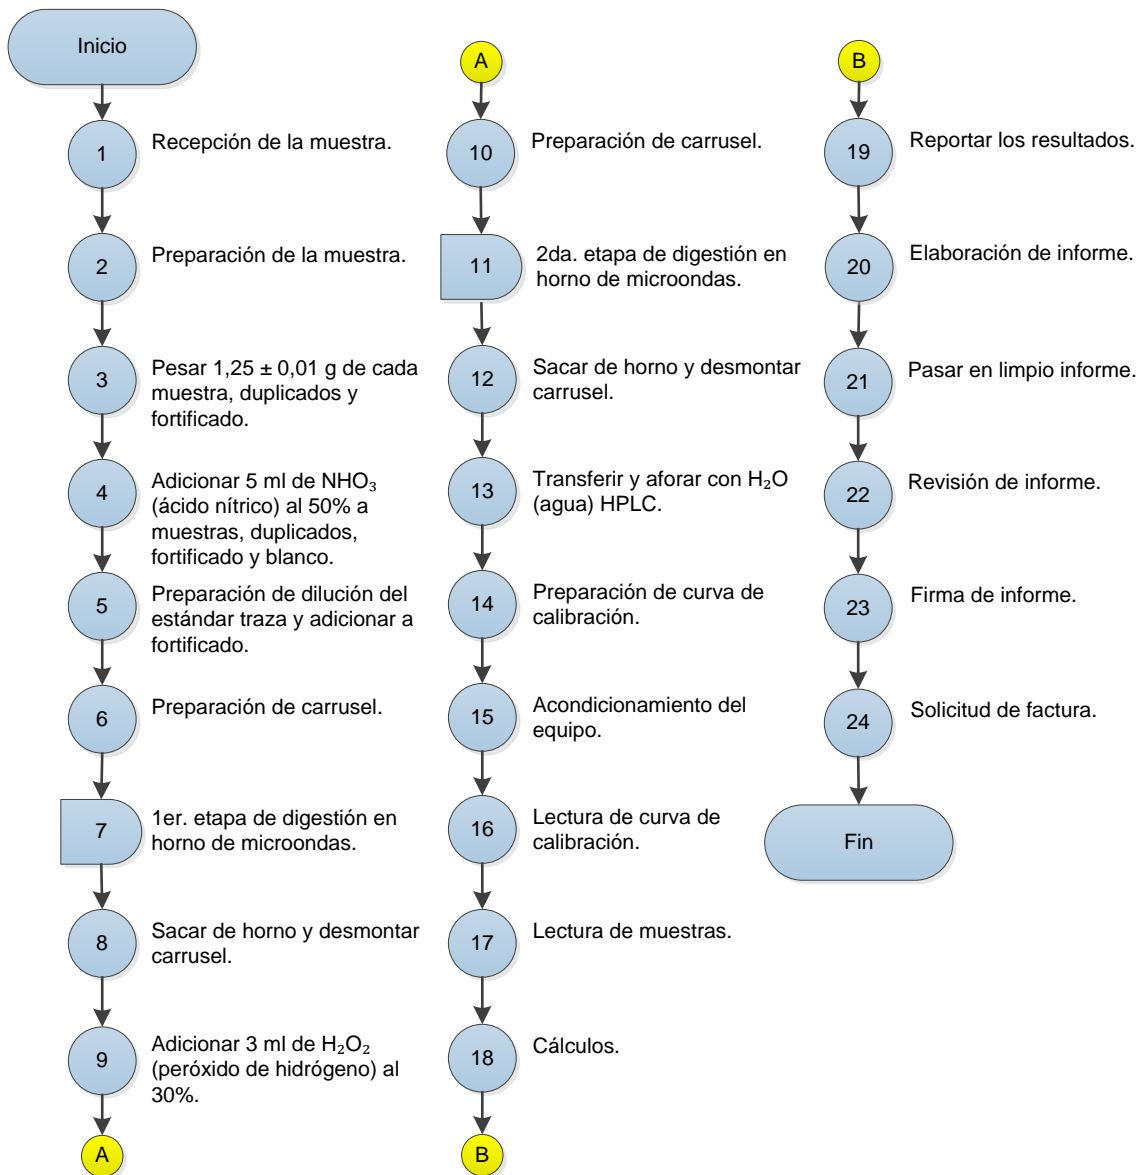 Inicio
1
Recepción de la muestra.
2
Preparación de la muestra.
3
Pesar 1,25 ± 0,01 g de cada
muestra, duplicados y
fortificado.
4
Adicionar 5 ml de NHO₃
(ácido nítrico) al 50% a
muestras, duplicados,
fortificado y blanco.
5
Preparación de dilución del
estándar traza y adicionar a
fortificado.
6
Preparación de carrusel.
7
1er. etapa de digestión en
horno de microondas.
8
Sacar de horno y desmontar
carrusel.
9
Adicionar 3 ml de H₂O₂
(peróxido de hidrógeno) al
30%.
A
A
10
Preparación de carrusel.
11
2da. etapa de digestión en
horno de microondas.
12
Sacar de horno y desmontar
carrusel.
13
Transferir y aforar con H₂O
(agua) HPLC.
14
Preparación de curva de
calibración.
15
Acondicionamiento del
equipo.
16
Lectura de curva de
calibración.
17
Lectura de muestras.
18
Cálculos.
B
B
19
Reportar los resultados.
20
Elaboración de informe.
21
Pasar en limpio informe.
22
Revisión de informe.
23
Firma de informe.
24
Solicitud de factura.
Fin